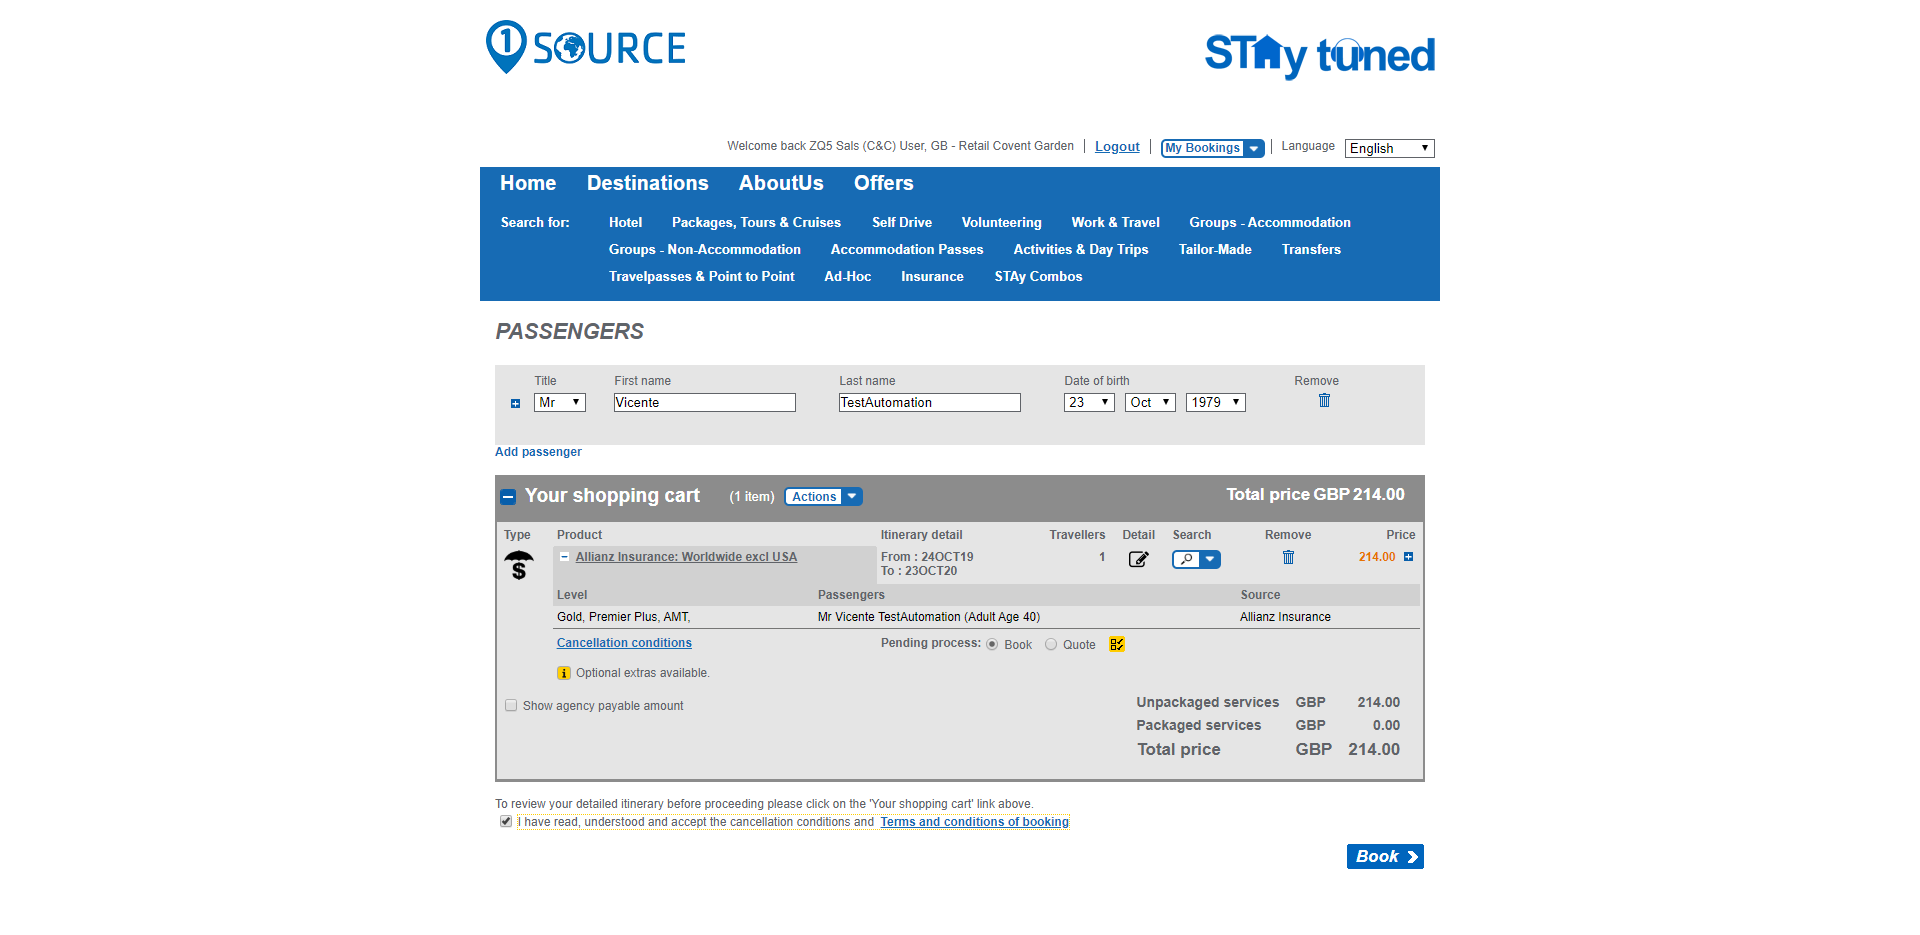 1 SOURCE
STAy tuned
Welcome back ZQ5 Sals (C&C) User, GB - Retail Covent Garden Logout My Bookings Language English
Home Destinations AboutUs Offers
Search for: Hotel Packages, Tours & Cruises Self Drive Volunteering Work & Travel Groups - Accommodation
Groups - Non-Accommodation Accommodation Passes Activities & Day Trips Tailor-Made Transfers
Travelpasses & Point to Point Ad-Hoc Insurance STAy Combos
PASSENGERS
Title First name Last name Date of birth Remove
Mr Vicente TestAutomation 23 Oct 1979
Add passenger
Your shopping cart (1 item) Actions Total price GBP 214.00
Type Product Itinerary detail Travellers Detail Search Remove Price
$ Allianz Insurance: Worldwide excl USA From : 24OCT19 1 214.00
To : 23OCT20
Level Passengers Source
Gold, Premier Plus, AMT, Mr Vicente TestAutomation (Adult Age 40) Allianz Insurance
Cancellation conditions Pending process: Book Quote
i Optional extras available.
Show agency payable amount
Unpackaged services GBP 214.00
Packaged services GBP 0.00
Total price GBP 214.00
To review your detailed itinerary before proceeding please click on the 'Your shopping cart' link above.
I have read, understood and accept the cancellation conditions and Terms and conditions of booking
Book